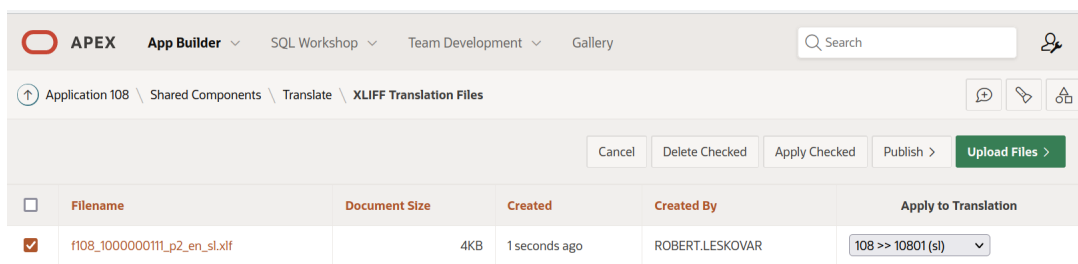 APEX App Builder SQL Workshop Team Development Gallery Search
Application 108 \ Shared Components \ Translate \ XLIFF Translation Files
Cancel Delete Checked Apply Checked Publish > Upload Files >
Filename Document Size Created Created By Apply to Translation
f108_1000000111_p2_en_sl.xlf 4KB 1 seconds ago ROBERT.LESKOVAR 108 >> 10801 (sl)